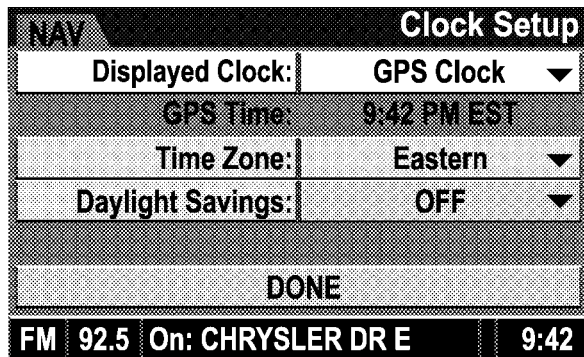 NAV Clock Setup
Displayed Clock: GPS Clock
GPS Time: 9:42 PM EST
Time Zone: Eastern
Daylight Savings: OFF
DONE
FM 92.5 On: CHRYSLER DR E 9:42